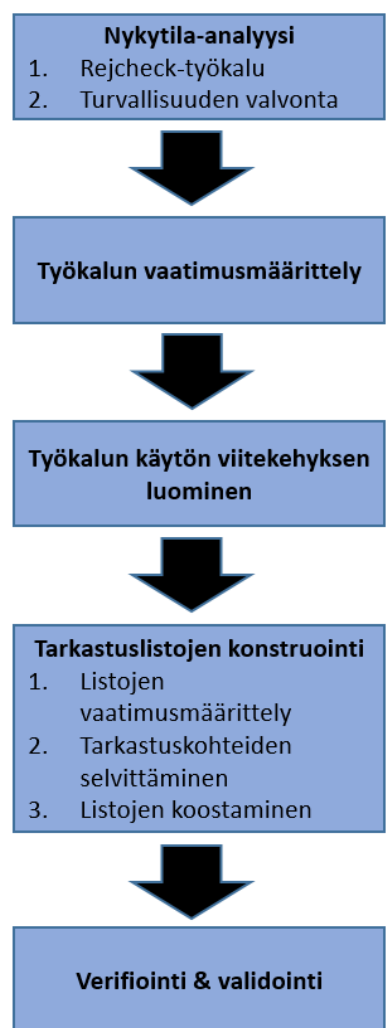 Nykytila-analyysi
1. Rejcheck-työkalu
2. Turvallisuuden valvonta
Työkalun vaatimusmäärittely
Työkalun käytön viitekehyksen
luominen
Tarkastuslistojen konstruointi
1. Listojen
vaatimusmäärittely
2. Tarkastuskohteiden
selvittäminen
3. Listojen koostaminen
Verifiointi & validointi